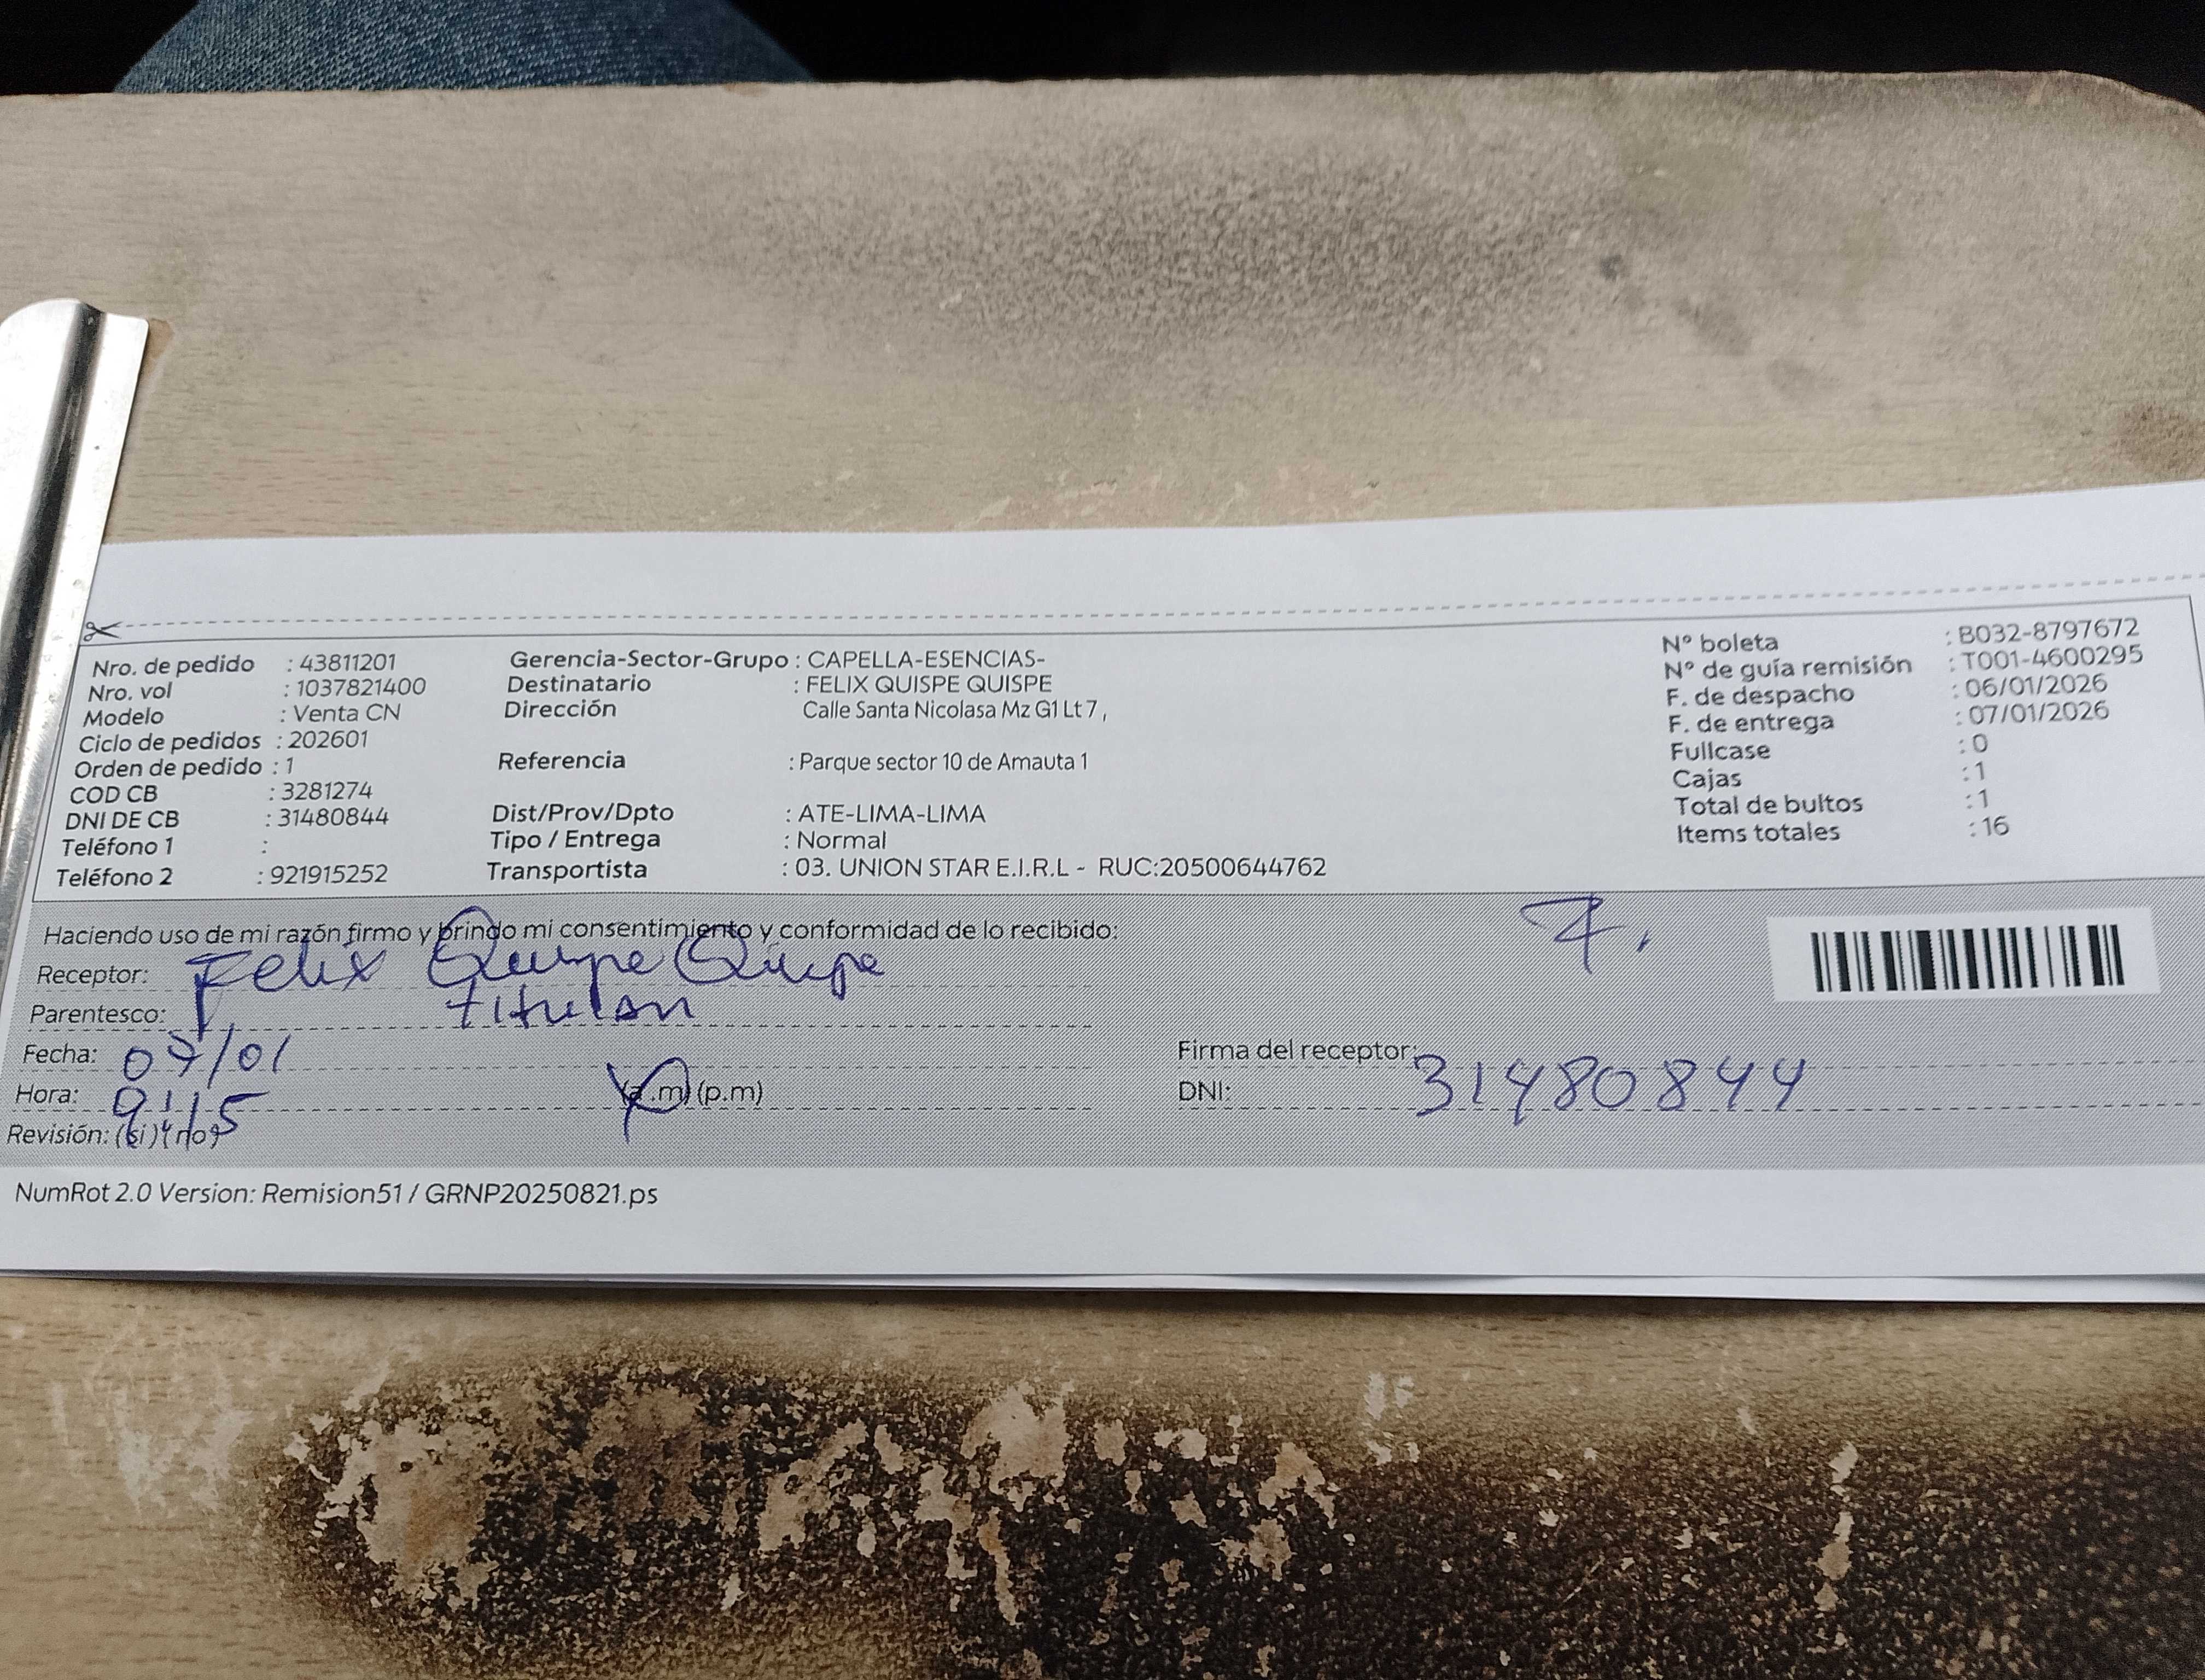 Nro. de pedido : 43811201
Nro. vol : 1037821400
Modelo : Venta CN
Ciclo de pedidos : 202601
Orden de pedido : 1
COD CB : 3281274
DNI DE CB : 31480844
Teléfono 1 :
Teléfono 2 : 921915252
Gerencia-Sector-Grupo : CAPELLA-ESENCIAS-
Destinatario : FELIX QUISPE QUISPE
Dirección Calle Santa Nicolasa Mz G1 Lt 7 ,
Referencia : Parque sector 10 de Amauta 1
Dist/Prov/Dpto : ATE-LIMA-LIMA
Tipo / Entrega : Normal
Transportista : 03. UNION STAR E.I.R.L - RUC:20500644762
N° boleta : B032-8797672
N° de guía remisión : T001-4600295
F. de despacho : 06/01/2026
F. de entrega : 07/01/2026
Fullcase : 0
Cajas : 1
Total de bultos : 1
Items totales : 16
Haciendo uso de mi razón firmo y brindo mi consentimiento y conformidad de lo recibido:
Receptor: Felix Quispe Quispe
Parentesco: titular
Fecha: 07/01
Hora: 9:15 (a.m) (p.m)
Revisión: (si) (no)
Firma del receptor:
DNI: 31480844
NumRot 2.0 Version: Remision51 / GRNP20250821.ps